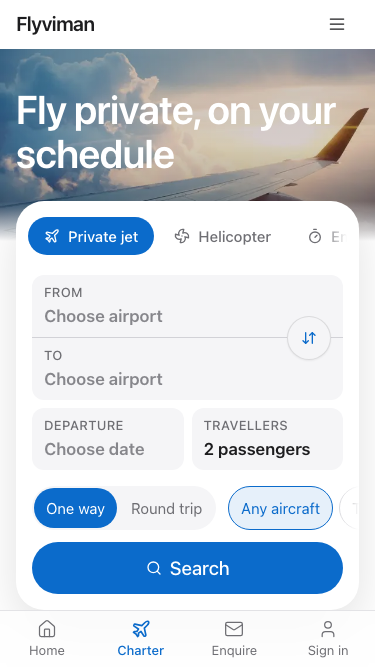 Flyviman
Fly private, on your
schedule
Private jet
Helicopter
FROM
Choose airport
TO
Choose airport
DEPARTURE
Choose date
TRAVELLERS
2 passengers
One way
Round trip
Any aircraft
Search
Home
Charter
Enquire
Sign in